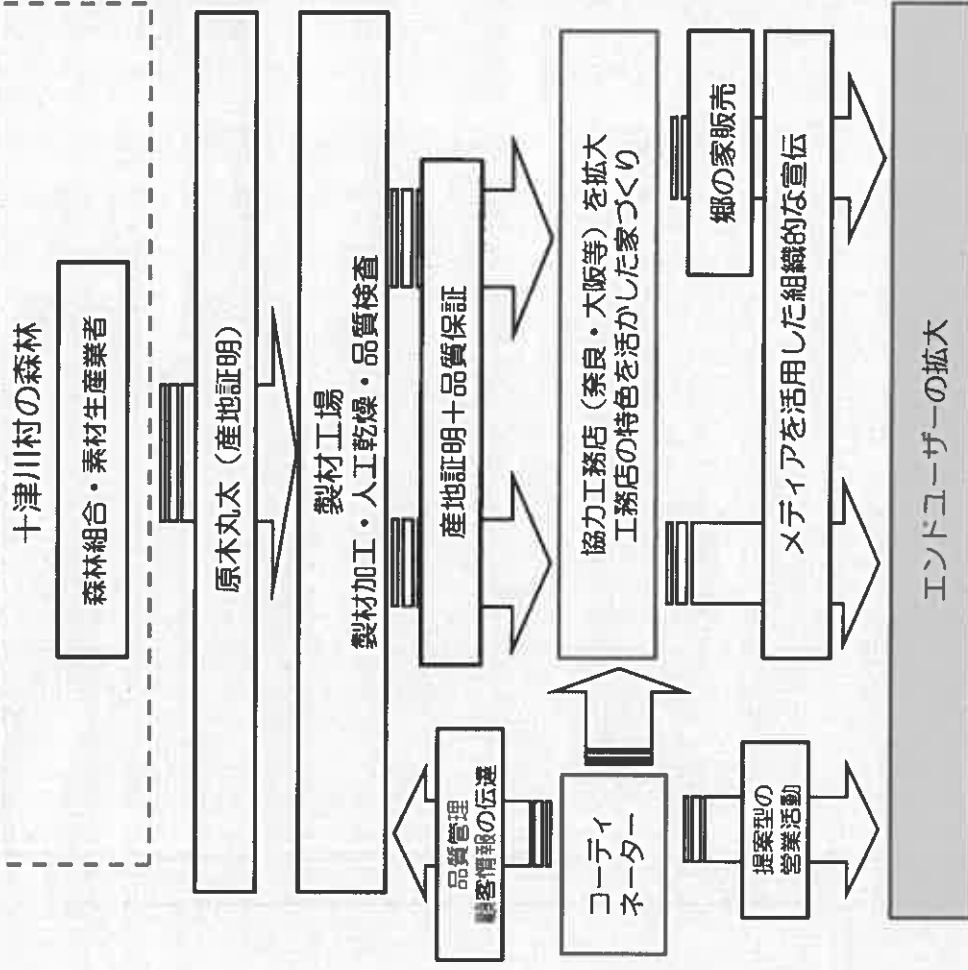 十津川村の森林
森林組合・素材生産業者
原木丸太（産地証明）
製材工場
製材加工・人工乾燥・品質検査
産地証明＋品質保証
品質管理
顧客情報の伝達
コーディ
ネーター
協力工務店（奈良・大阪等）を拡大
工務店の特色を活かした家づくり
提案型の
営業活動
郷の家販売
メディアを活用した組織的な宣伝
エンドユーザーの拡大